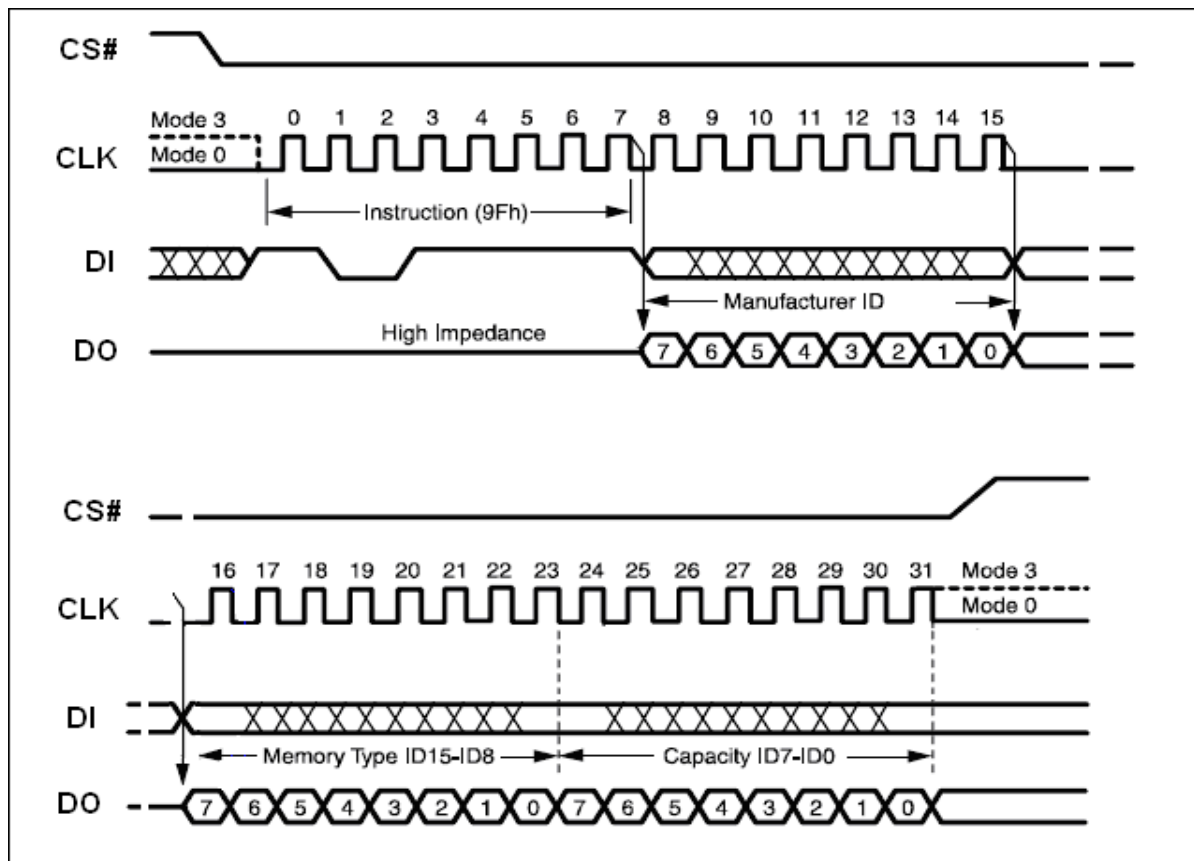 CS#
Mode 3
0 1 2 3 4 5 6 7 8 9 10 11 12 13 14 15
CLK
Mode 0
Instruction (9Fh)
DI
Manufacturer ID
High Impedance
DO
7 6 5 4 3 2 1 0
CS#
16 17 18 19 20 21 22 23 24 25 26 27 28 29 30 31
Mode 3
CLK
Mode 0
DI
Memory Type ID15-ID8
Capacity ID7-ID0
DO
7 6 5 4 3 2 1 0 7 6 5 4 3 2 1 0